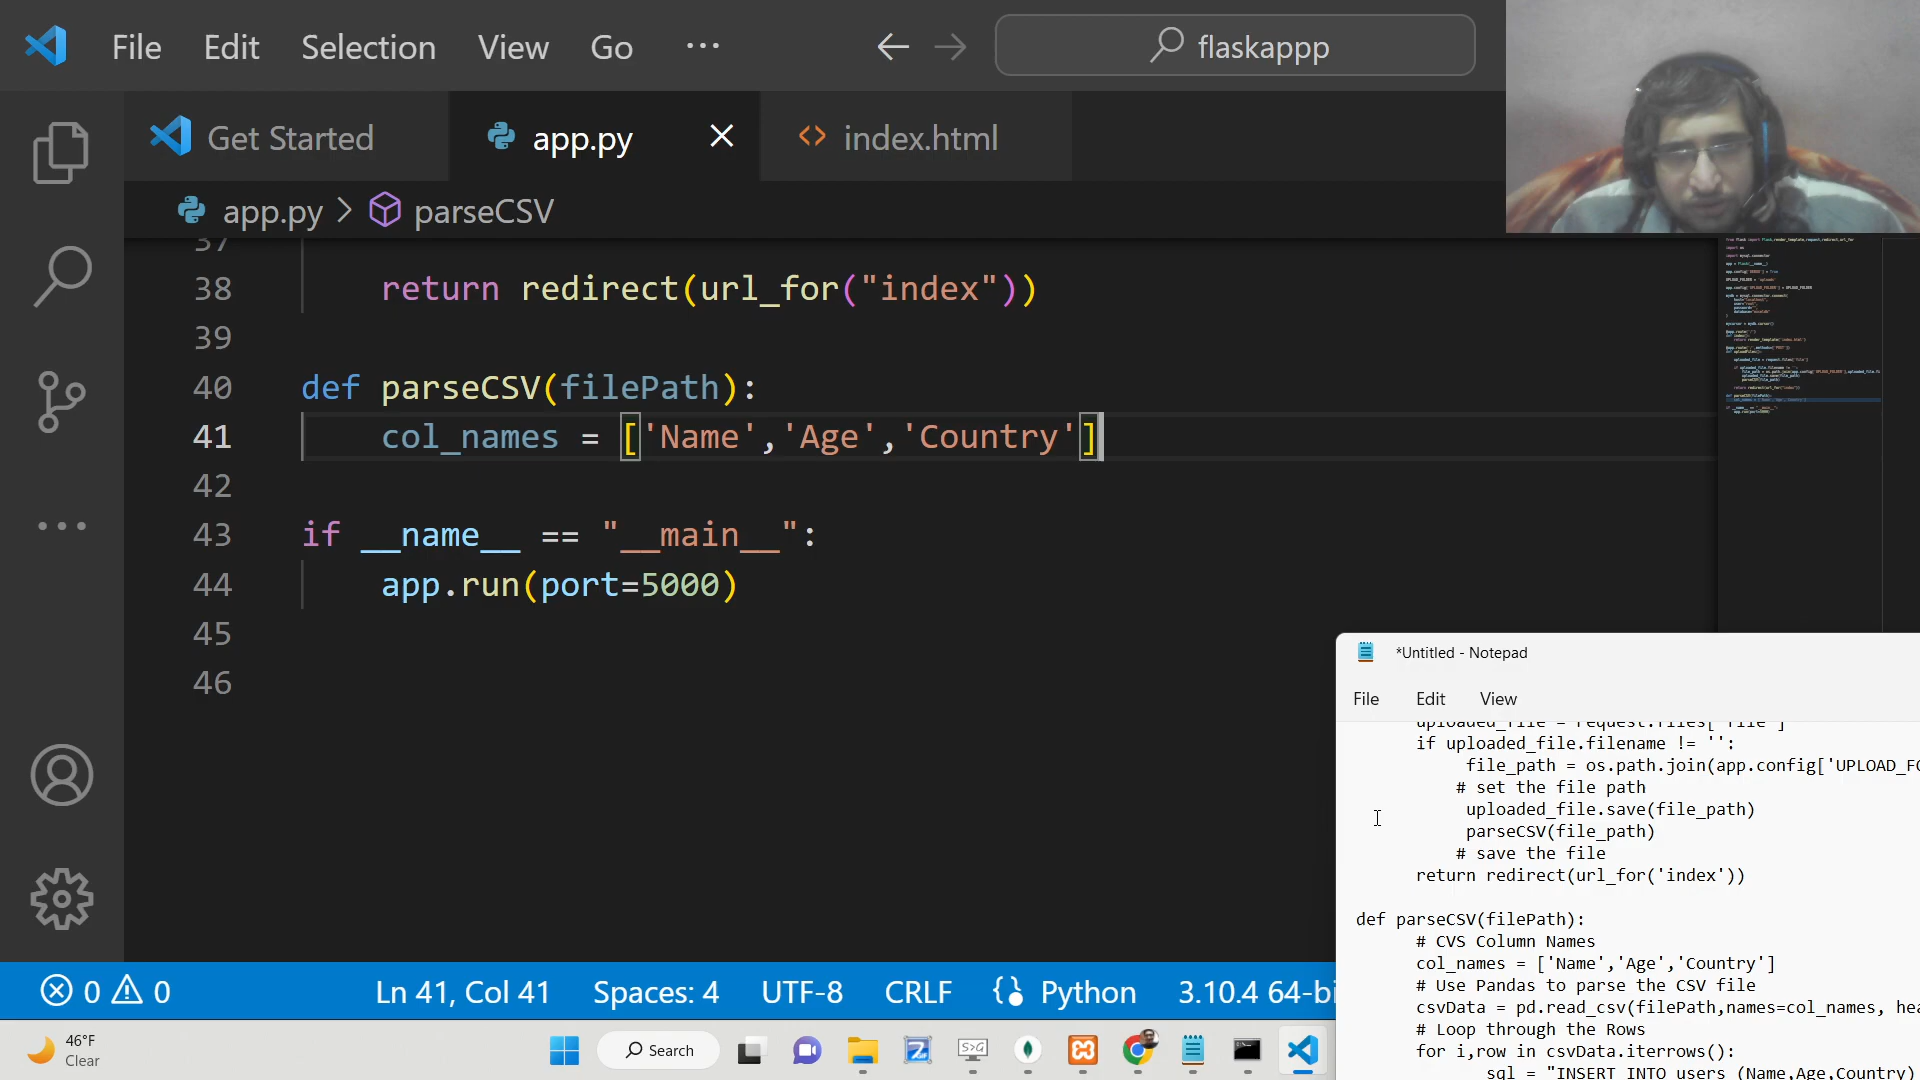 File Edit Selection View Go ...
flaskappp
Get Started
app.py
index.html
app.py > parseCSV
37
38 return redirect(url_for("index"))
39
40 def parseCSV(filePath):
41 col_names = ['Name','Age','Country']
42
43 if __name__ == "__main__":
44 app.run(port=5000)
45
46
*Untitled - Notepad
File Edit View
uploaded_file = request.files['file']
if uploaded_file.filename != '':
file_path = os.path.join(app.config['UPLOAD_FO
# set the file path
uploaded_file.save(file_path)
parseCSV(file_path)
# save the file
return redirect(url_for('index'))
def parseCSV(filePath):
# CVS Column Names
col_names = ['Name','Age','Country']
# Use Pandas to parse the CSV file
csvData = pd.read_csv(filePath,names=col_names, hea
# Loop through the Rows
for i,row in csvData.iterrows():
sql = "INSERT INTO users (Name,Age,Country)
0 0 Ln 41, Col 41 Spaces: 4 UTF-8 CRLF Python 3.10.4 64-bi
46°F
Clear
Search